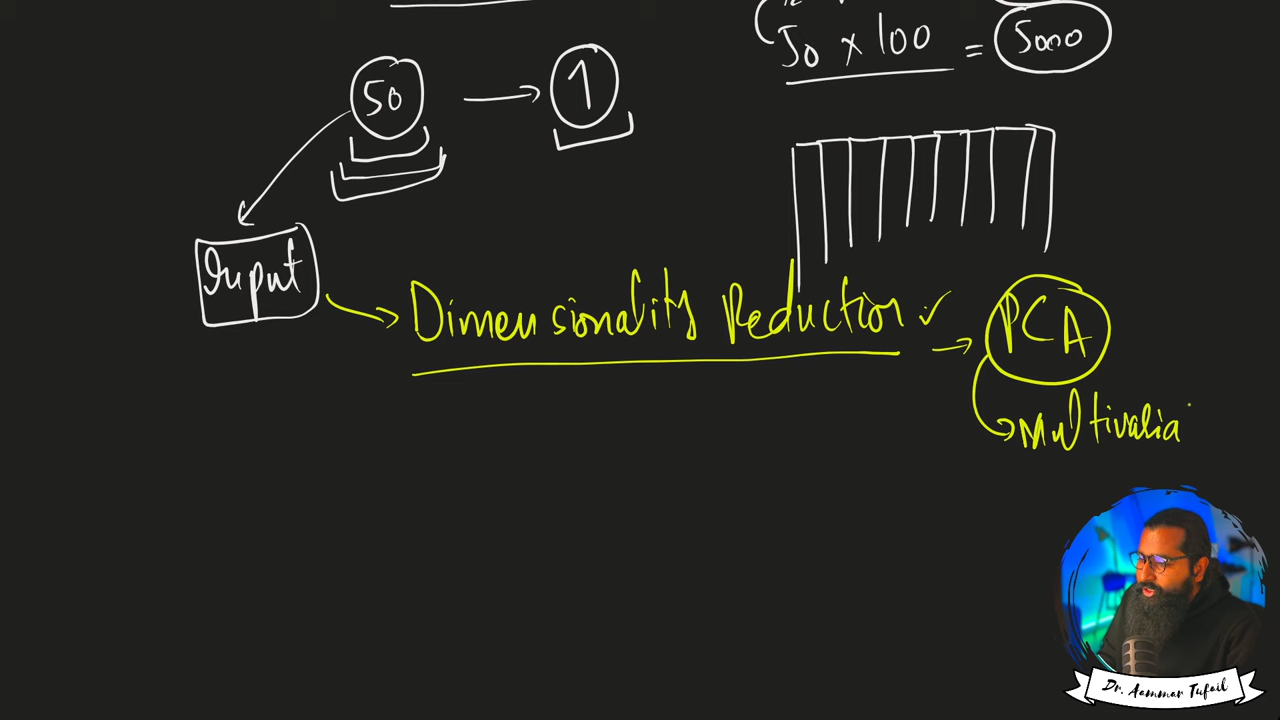 50 x 100 = 5000
50 → 1
Input
Dimensionality Reduction ✓ → PCA
Multivaria
Dr. Aammar Tufail